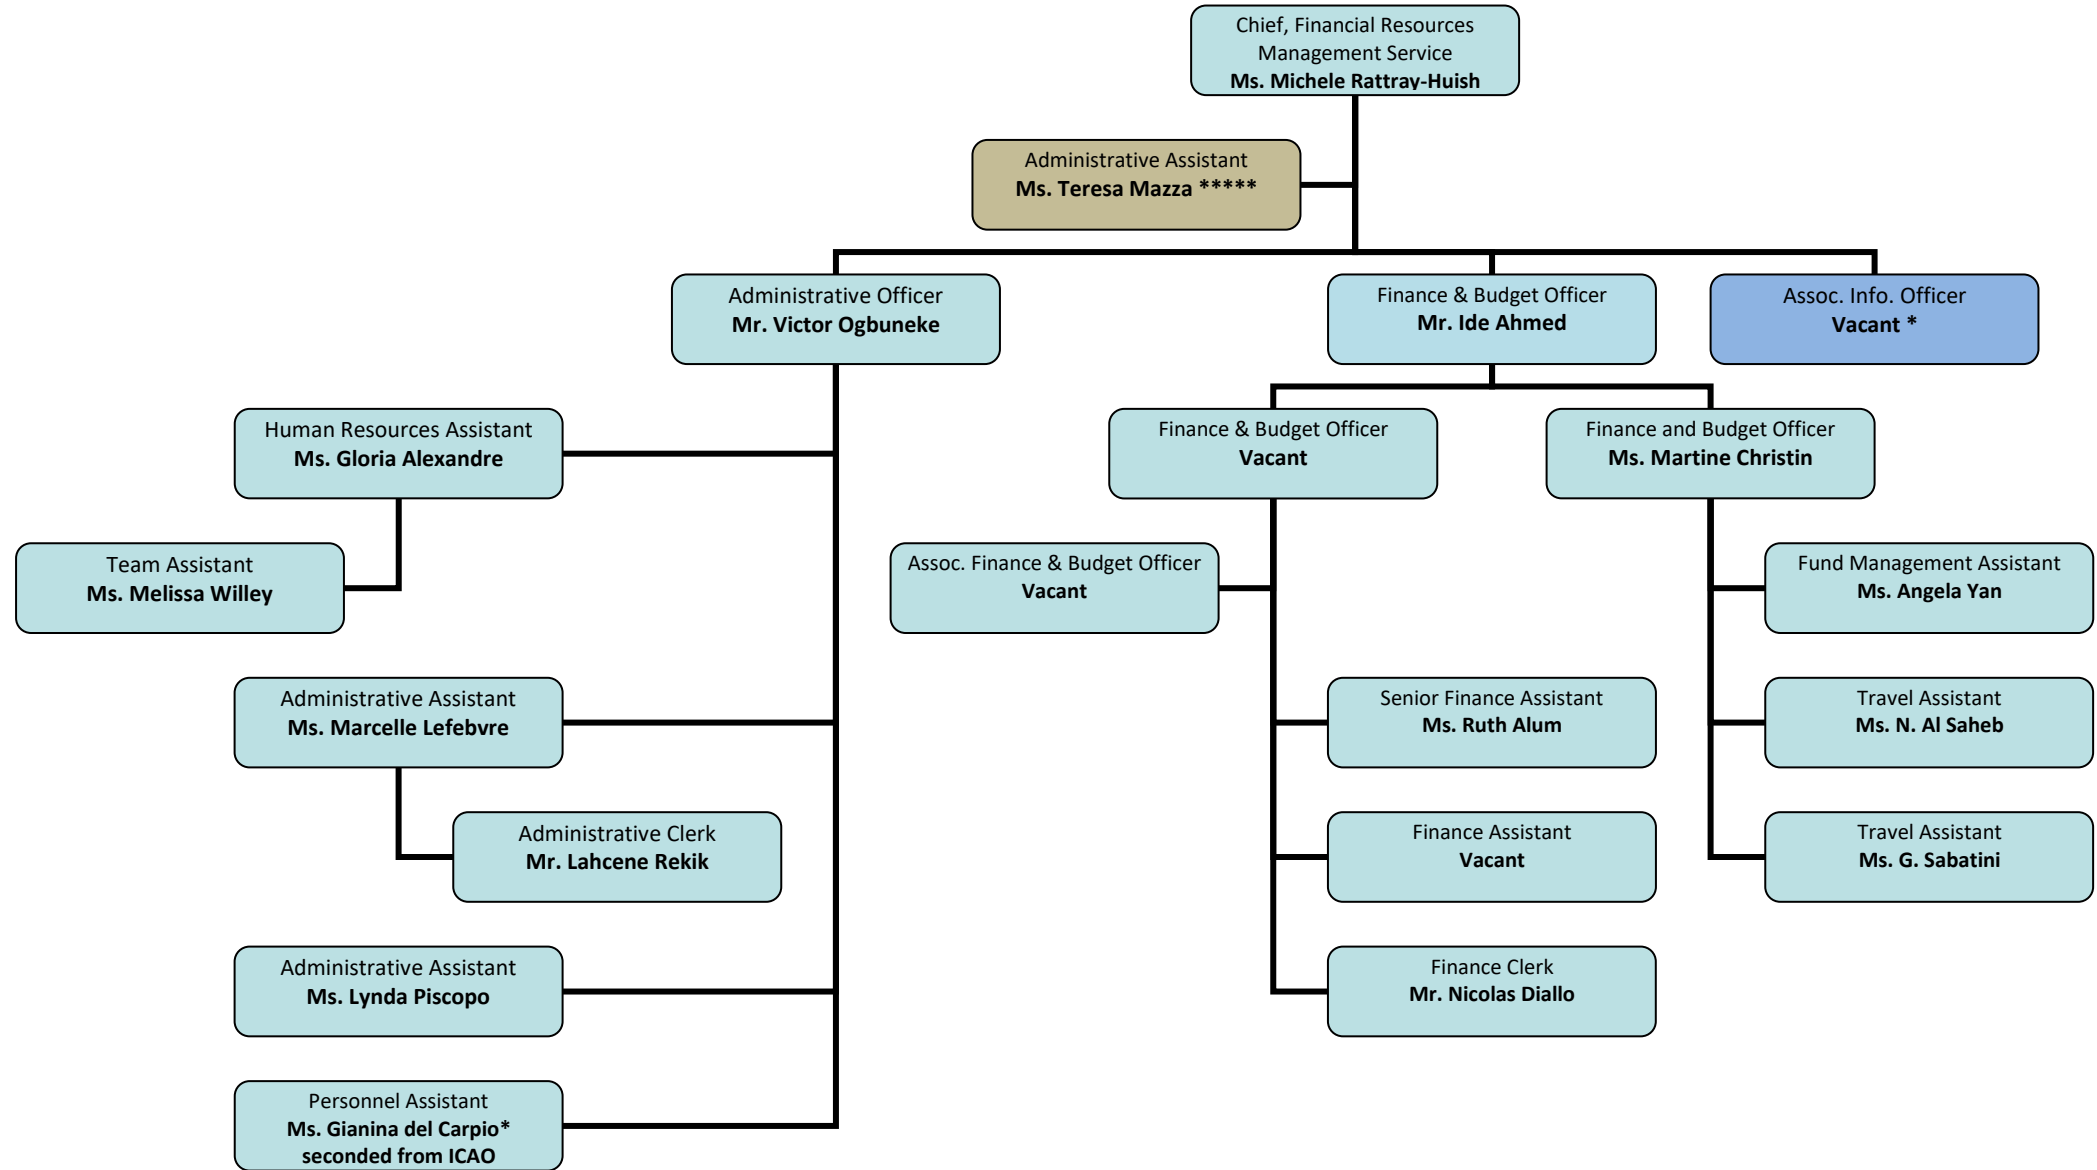 Chief, Financial Resources
Management Service
Ms. Michele Rattray-Huish
Administrative Assistant
Ms. Teresa Mazza *****
Administrative Officer
Mr. Victor Ogbuneke
Finance & Budget Officer
Mr. Ide Ahmed
Assoc. Info. Officer
Vacant *
Human Resources Assistant
Ms. Gloria Alexandre
Finance & Budget Officer
Vacant
Finance and Budget Officer
Ms. Martine Christin
Team Assistant
Ms. Melissa Willey
Assoc. Finance & Budget Officer
Vacant
Fund Management Assistant
Ms. Angela Yan
Administrative Assistant
Ms. Marcelle Lefebvre
Senior Finance Assistant
Ms. Ruth Alum
Travel Assistant
Ms. N. Al Saheb
Administrative Clerk
Mr. Lahcene Rekik
Finance Assistant
Vacant
Travel Assistant
Ms. G. Sabatini
Administrative Assistant
Ms. Lynda Piscopo
Finance Clerk
Mr. Nicolas Diallo
Personnel Assistant
Ms. Gianina del Carpio*
seconded from ICAO